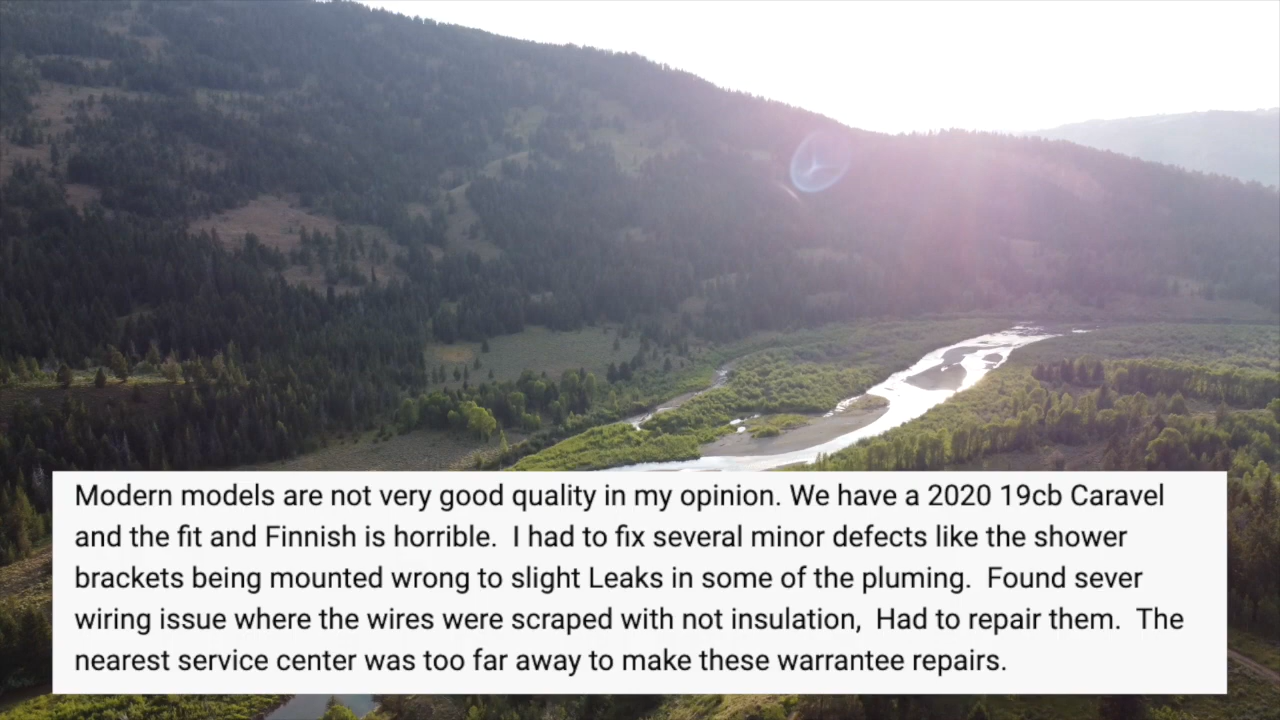 Modern models are not very good quality in my opinion. We have a 2020 19cb Caravel
and the fit and Finnish is horrible.  I had to fix several minor defects like the shower
brackets being mounted wrong to slight Leaks in some of the pluming.  Found sever
wiring issue where the wires were scraped with not insulation,  Had to repair them.  The
nearest service center was too far away to make these warrantee repairs.